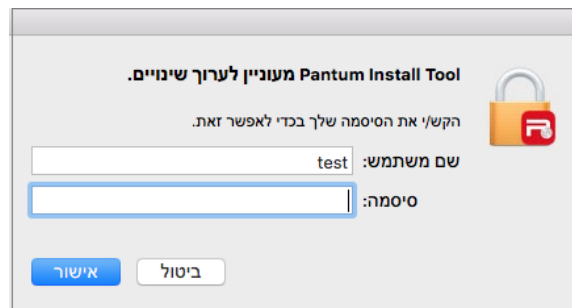 Pantum Install Tool מעוניין לערוך שינויים.
הקש/י את הסיסמה שלך בכדי לאפשר זאת.
שם משתמש: test
סיסמה:
ביטול אישור